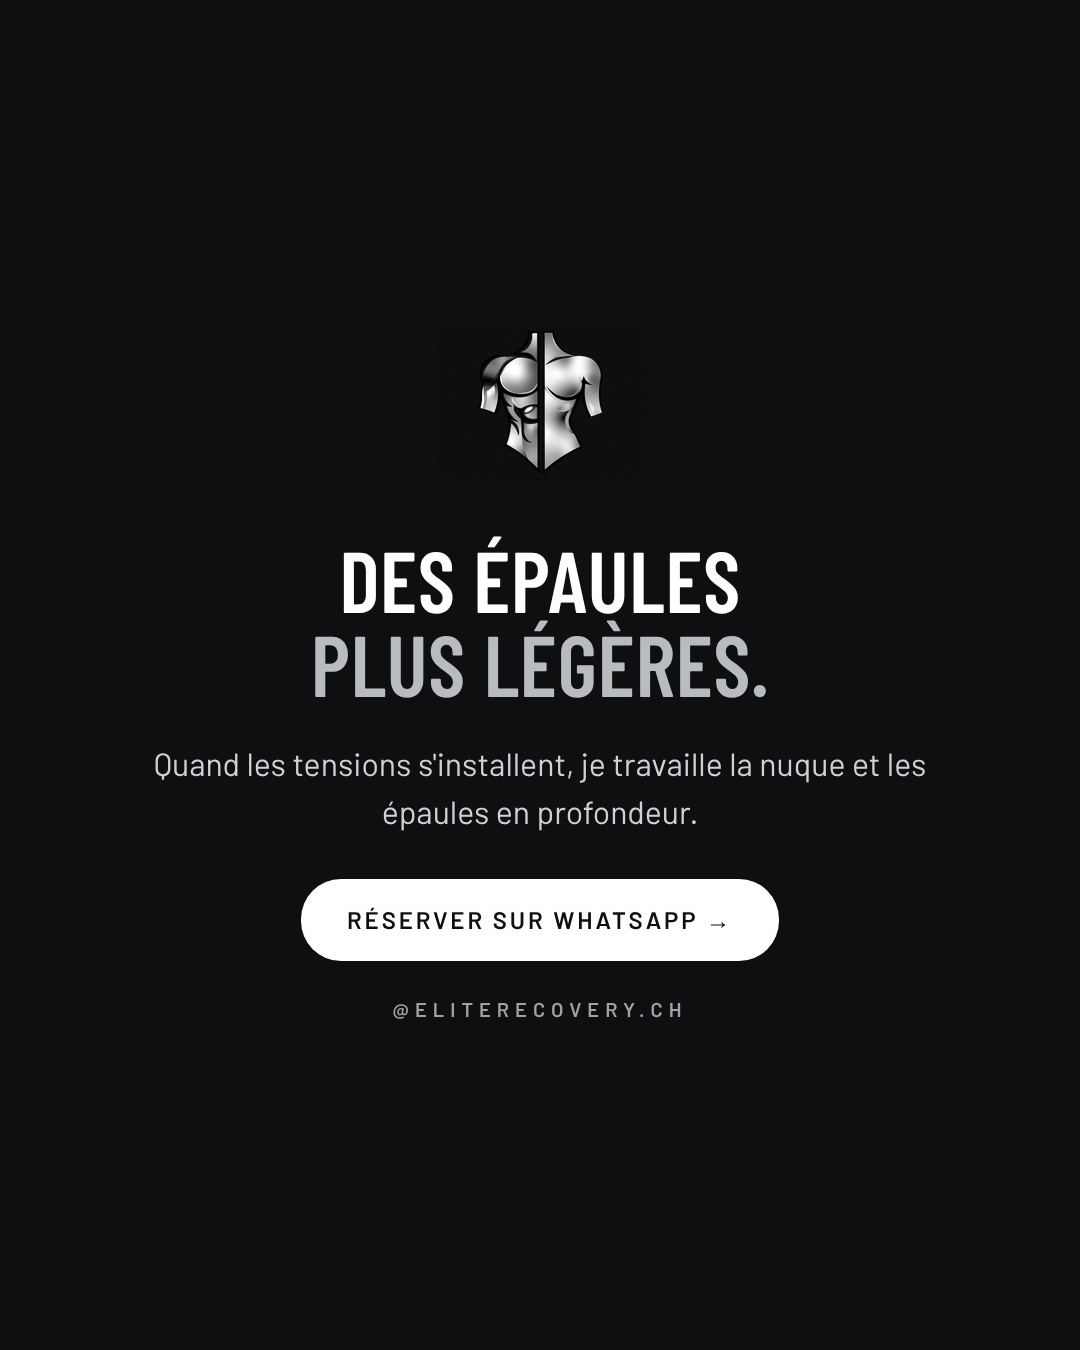 DES ÉPAULES
PLUS LÉGÈRES.
Quand les tensions s'installent, je travaille la nuque et les
épaules en profondeur.
RÉSERVER SUR WHATSAPP →
@ELITERECOVERY.CH